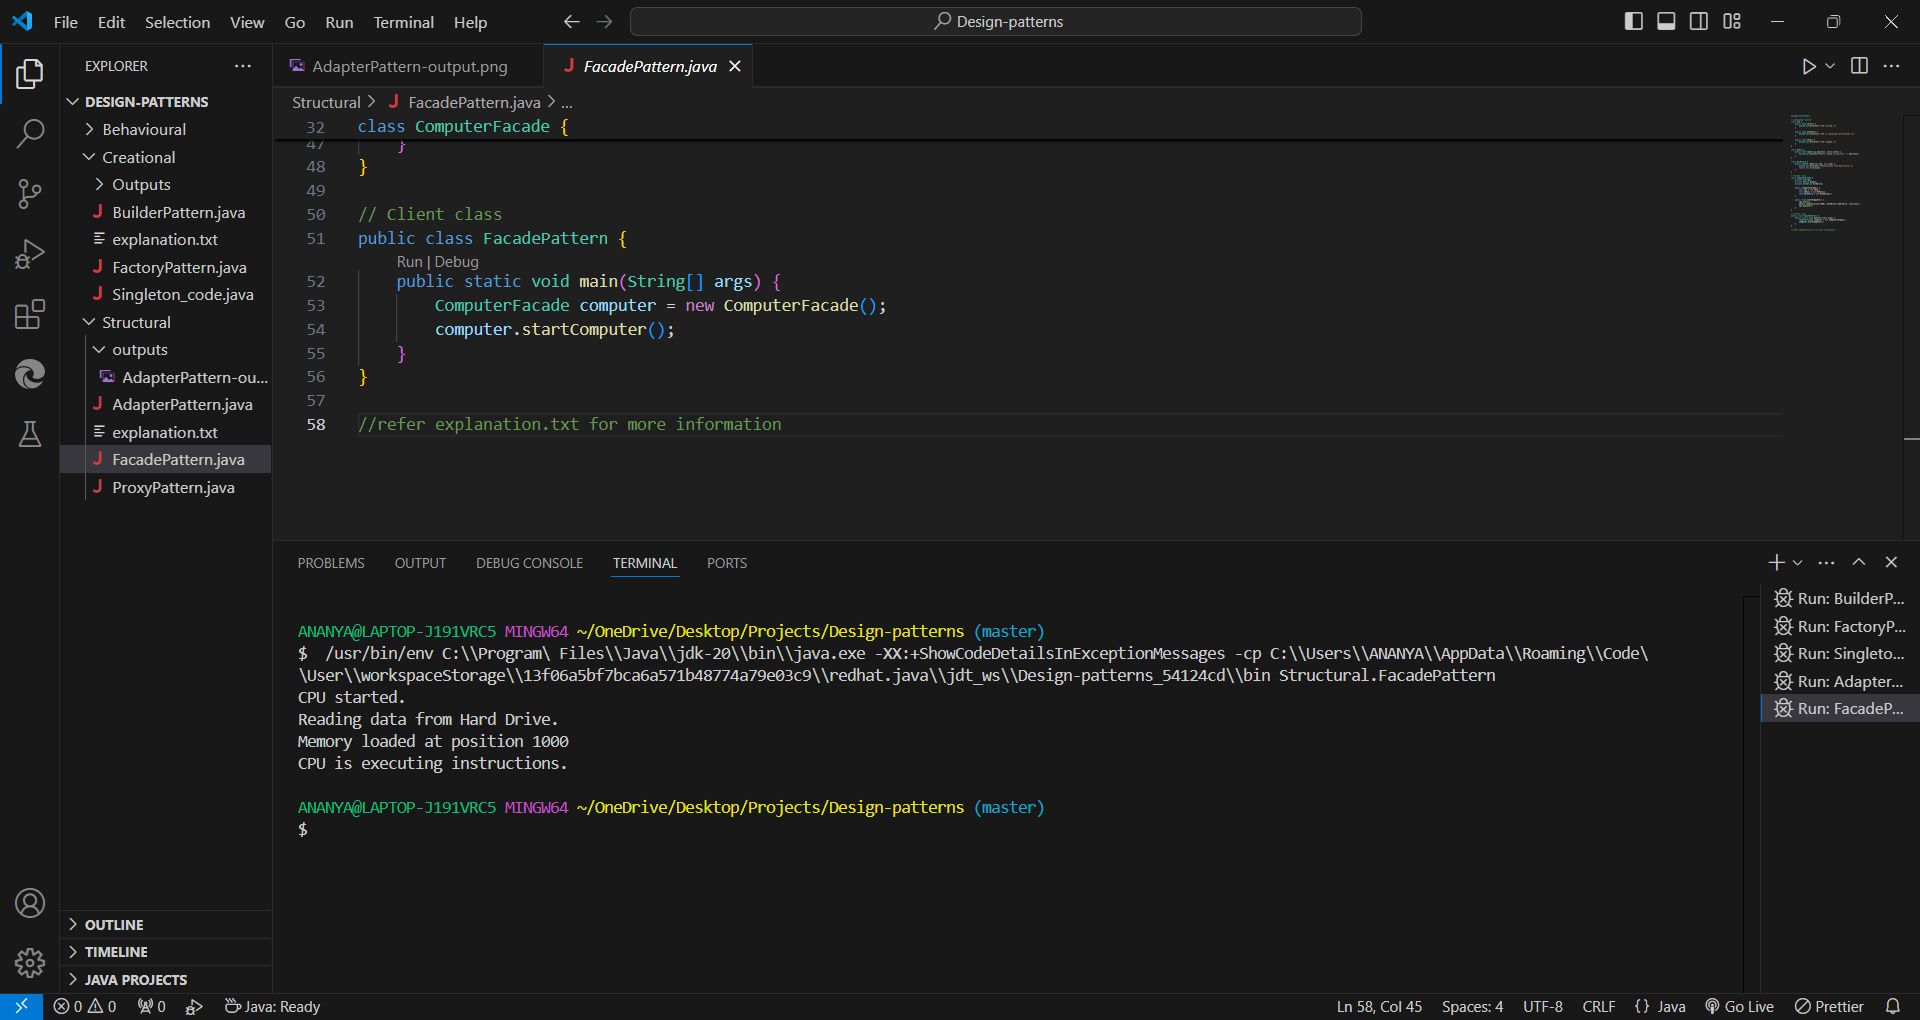 File Edit Selection View Go Run Terminal Help
Design-patterns
EXPLORER
DESIGN-PATTERNS
Behavioural
Creational
Outputs
BuilderPattern.java
explanation.txt
FactoryPattern.java
Singleton_code.java
Structural
outputs
AdapterPattern-ou...
AdapterPattern.java
explanation.txt
FacadePattern.java
ProxyPattern.java
OUTLINE
TIMELINE
JAVA PROJECTS
AdapterPattern-output.png
J FacadePattern.java
Structural > J FacadePattern.java > ...
32 class ComputerFacade {
47 }
48 }
49
50 // Client class
51 public class FacadePattern {
Run | Debug
52 public static void main(String[] args) {
53 ComputerFacade computer = new ComputerFacade();
54 computer.startComputer();
55 }
56 }
57
58 //refer explanation.txt for more information
PROBLEMS OUTPUT DEBUG CONSOLE TERMINAL PORTS
ANANYA@LAPTOP-J191VRC5 MINGW64 ~/OneDrive/Desktop/Projects/Design-patterns (master)
$ /usr/bin/env C:\\Program\ Files\\Java\\jdk-20\\bin\\java.exe -XX:+ShowCodeDetailsInExceptionMessages -cp C:\\Users\\ANANYA\\AppData\\Roaming\\Code\
\User\\workspaceStorage\\13f06a5bf7bca6a571b48774a79e03c9\\redhat.java\\jdt_ws\\Design-patterns_54124cd\\bin Structural.FacadePattern
CPU started.
Reading data from Hard Drive.
Memory loaded at position 1000
CPU is executing instructions.
ANANYA@LAPTOP-J191VRC5 MINGW64 ~/OneDrive/Desktop/Projects/Design-patterns (master)
$
Run: BuilderP...
Run: FactoryP...
Run: Singleto...
Run: Adapter...
Run: FacadeP...
0 0 0 Java: Ready Ln 58, Col 45 Spaces: 4 UTF-8 CRLF {} Java Go Live Prettier